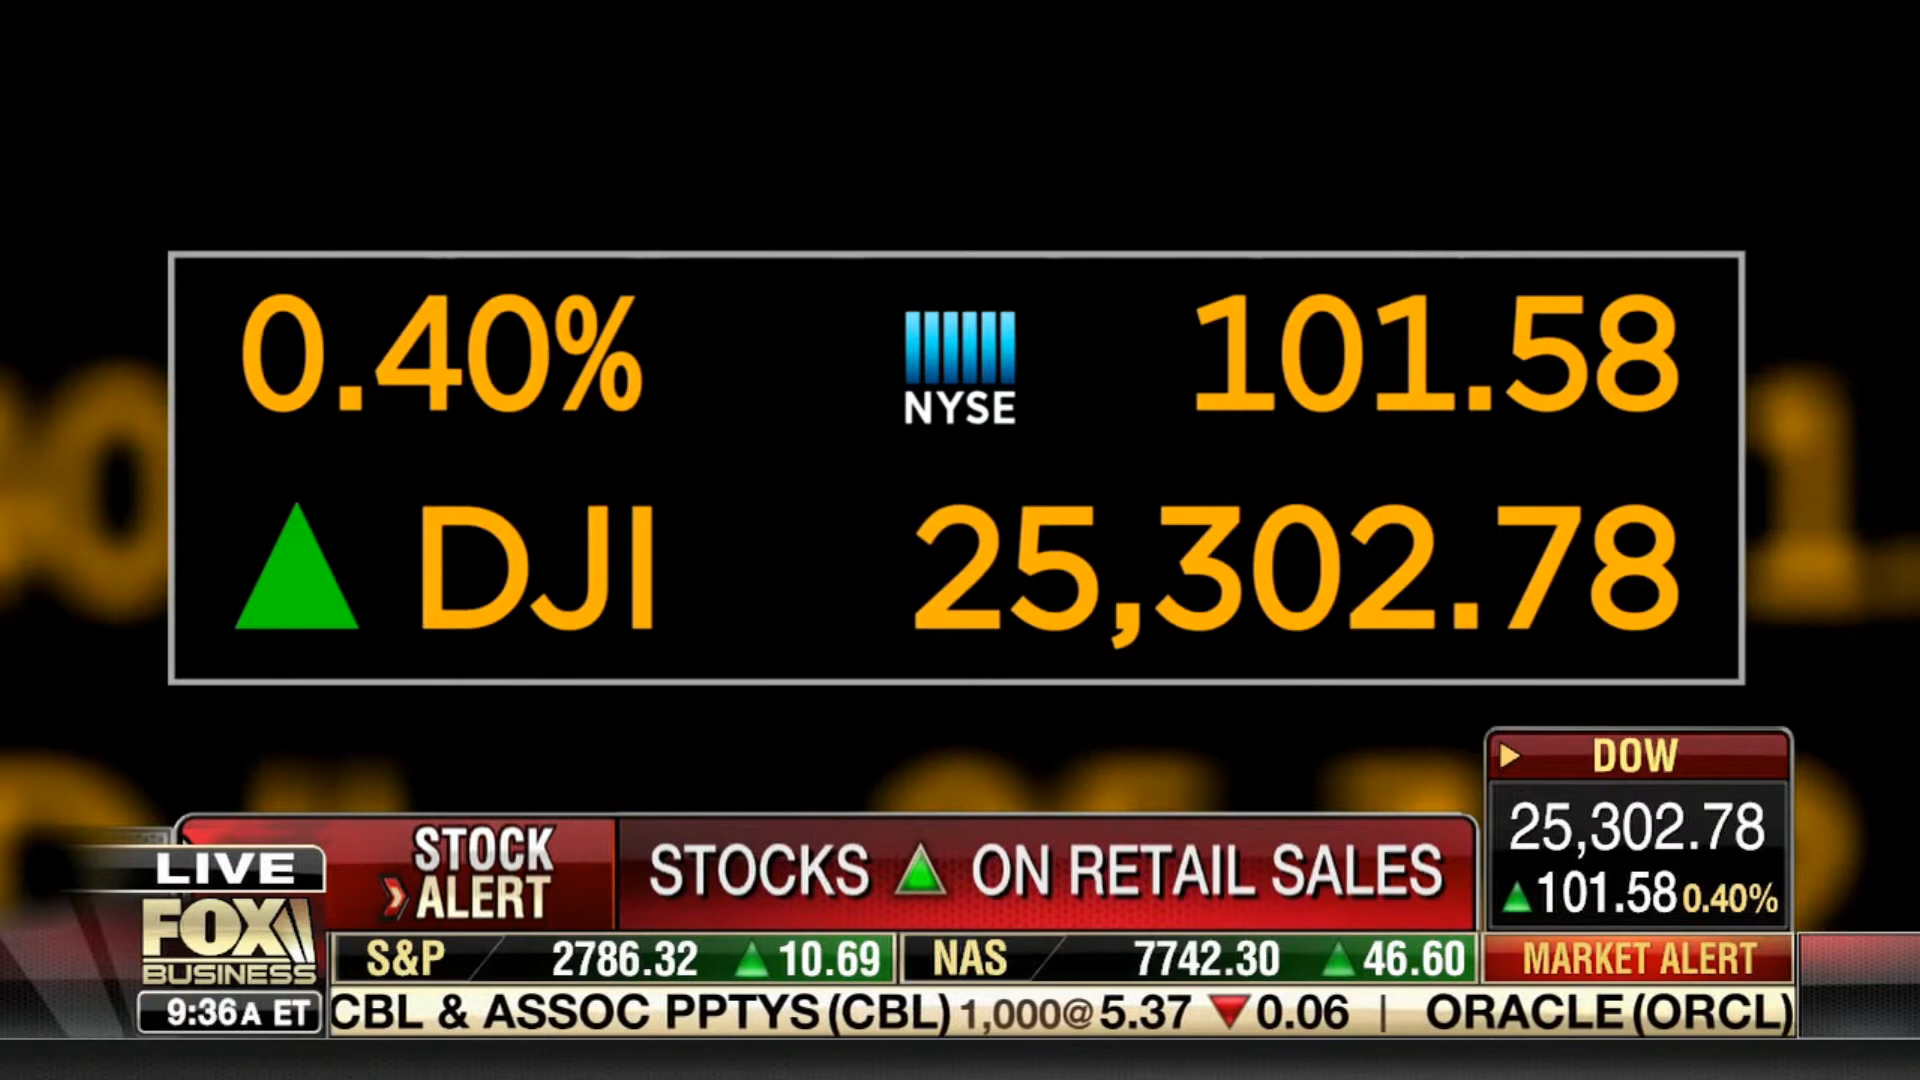 0.40% NYSE 101.58
▲ DJI 25,302.78
DOW
25,302.78
▲101.58 0.40%
STOCK ALERT
STOCKS ▲ ON RETAIL SALES
LIVE
FOX BUSINESS
9:36A ET
S&P 2786.32 ▲10.69 NAS 7742.30 ▲46.60 MARKET ALERT
CBL & ASSOC PPTYS (CBL) 1,000@5.37 ▼0.06 | ORACLE (ORCL)